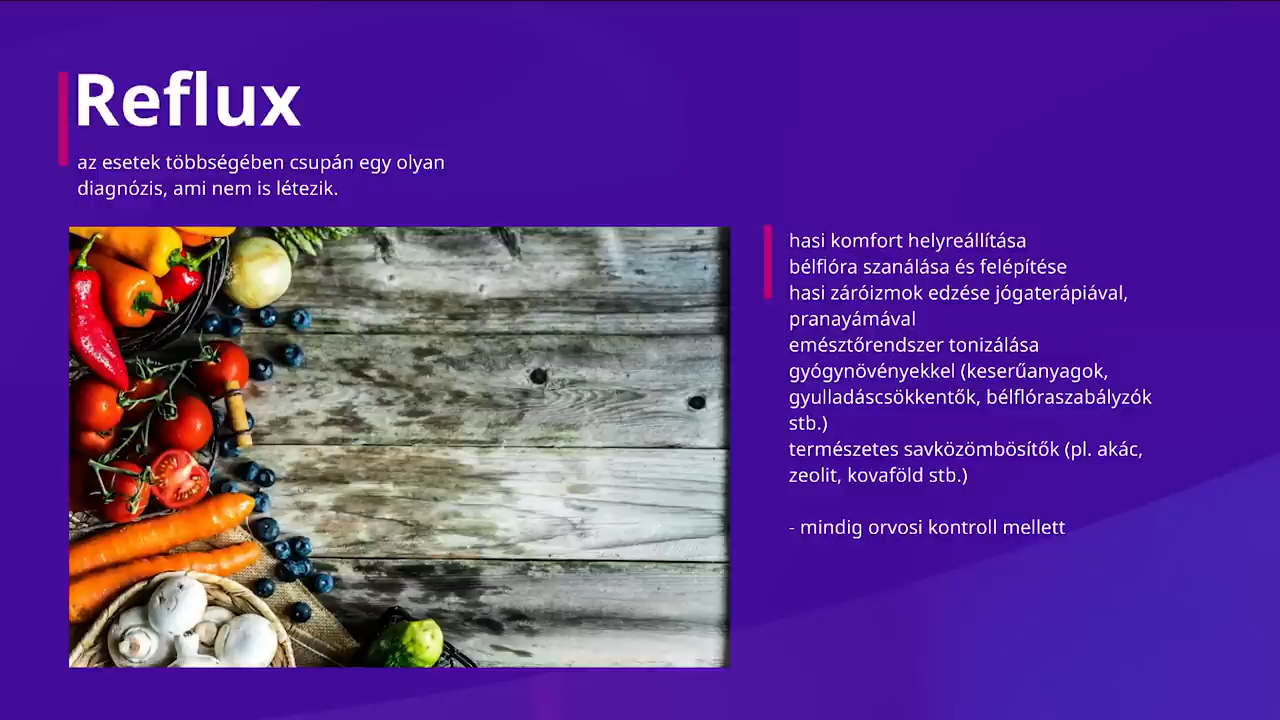 Reflux
az esetek többségében csupán egy olyan
diagnózis, ami nem is létezik.
hasi komfort helyreállítása
bélflóra szanálása és felépítése
hasi záróizmok edzése jógaterápiával,
pranayámával
emésztőrendszer tonizálása
gyógynövényekkel (keserűanyagok,
gyulladáscsökkentők, bélflóraszabályzók
stb.)
természetes savközömbösítők (pl. akác,
zeolit, kovaföld stb.)
- mindig orvosi kontroll mellett